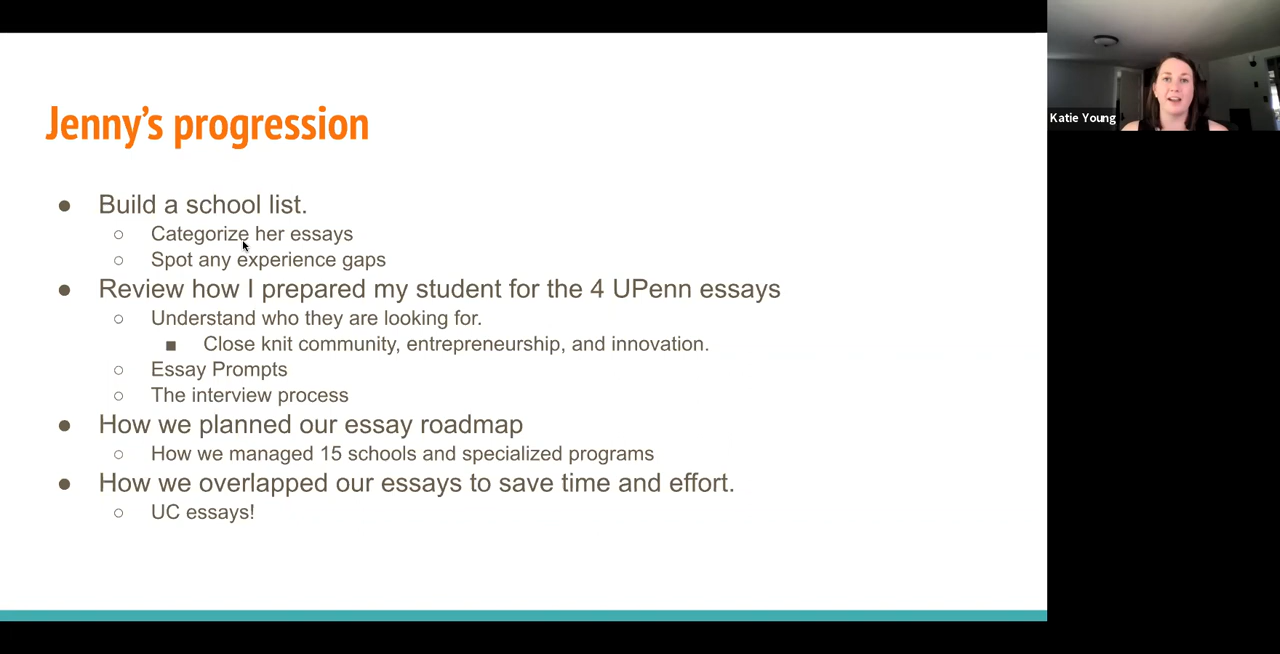 Jenny's progression
● Build a school list.
○ Categorize her essays
○ Spot any experience gaps
● Review how I prepared my student for the 4 UPenn essays
○ Understand who they are looking for.
■ Close knit community, entrepreneurship, and innovation.
○ Essay Prompts
○ The interview process
● How we planned our essay roadmap
○ How we managed 15 schools and specialized programs
● How we overlapped our essays to save time and effort.
○ UC essays!
Katie Young